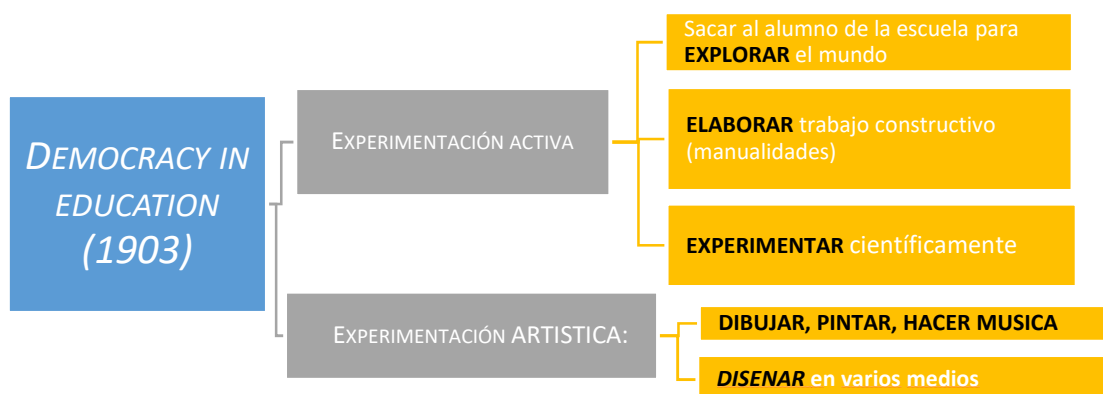 DEMOCRACY IN
EDUCATION
(1903)
EXPERIMENTACIÓN ACTIVA
Sacar al alumno de la escuela para
EXPLORAR el mundo
ELABORAR trabajo constructivo
(manualidades)
EXPERIMENTAR científicamente
EXPERIMENTACIÓN ARTISTICA:
DIBUJAR, PINTAR, HACER MUSICA
DISENAR en varios medios